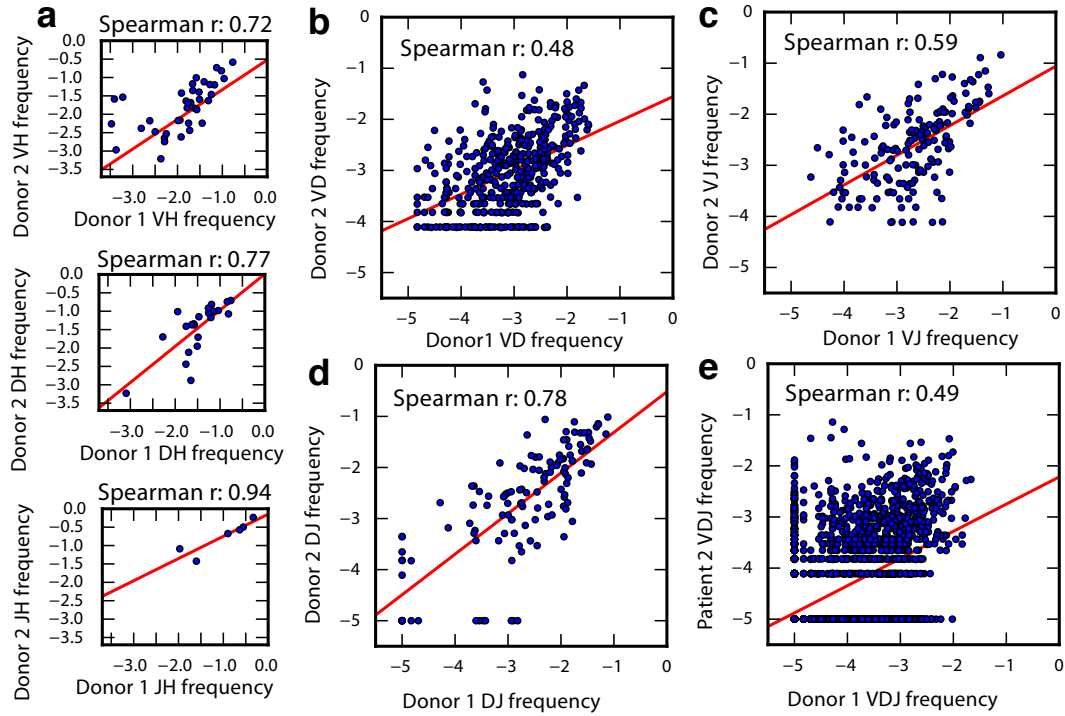 a
Spearman r: 0.72
0.0
−0.5
−1.0
−1.5
−2.0
−2.5
−3.0
−3.5
Donor 2 VH frequency
−3.0 −2.0 −1.0 0.0
Donor 1 VH frequency
Spearman r: 0.77
0.0
−0.5
−1.0
−1.5
−2.0
−2.5
−3.0
−3.5
Donor 2 DH frequency
−3.0 −2.0 −1.0 0.0
Donor 1 DH frequency
Spearman r: 0.94
0.0
−0.5
−1.0
−1.5
−2.0
−2.5
−3.0
−3.5
Donor 2 JH frequency
−3.0 −2.0 −1.0 0.0
Donor 1 JH frequency
b
Spearman r: 0.48
0
−1
−2
−3
−4
−5
Donor 2 VD frequency
−5 −4 −3 −2 −1 0
Donor1 VD frequency
c
Spearman r: 0.59
0
−1
−2
−3
−4
−5
Donor 2 VJ frequency
−5 −4 −3 −2 −1 0
Donor 1 VJ frequency
d
Spearman r: 0.78
0
−1
−2
−3
−4
−5
Donor 2 DJ frequency
−5 −4 −3 −2 −1 0
Donor 1 DJ frequency
e
Spearman r: 0.49
0
−1
−2
−3
−4
−5
Patient 2 VDJ frequency
−5 −4 −3 −2 −1 0
Donor 1 VDJ frequency